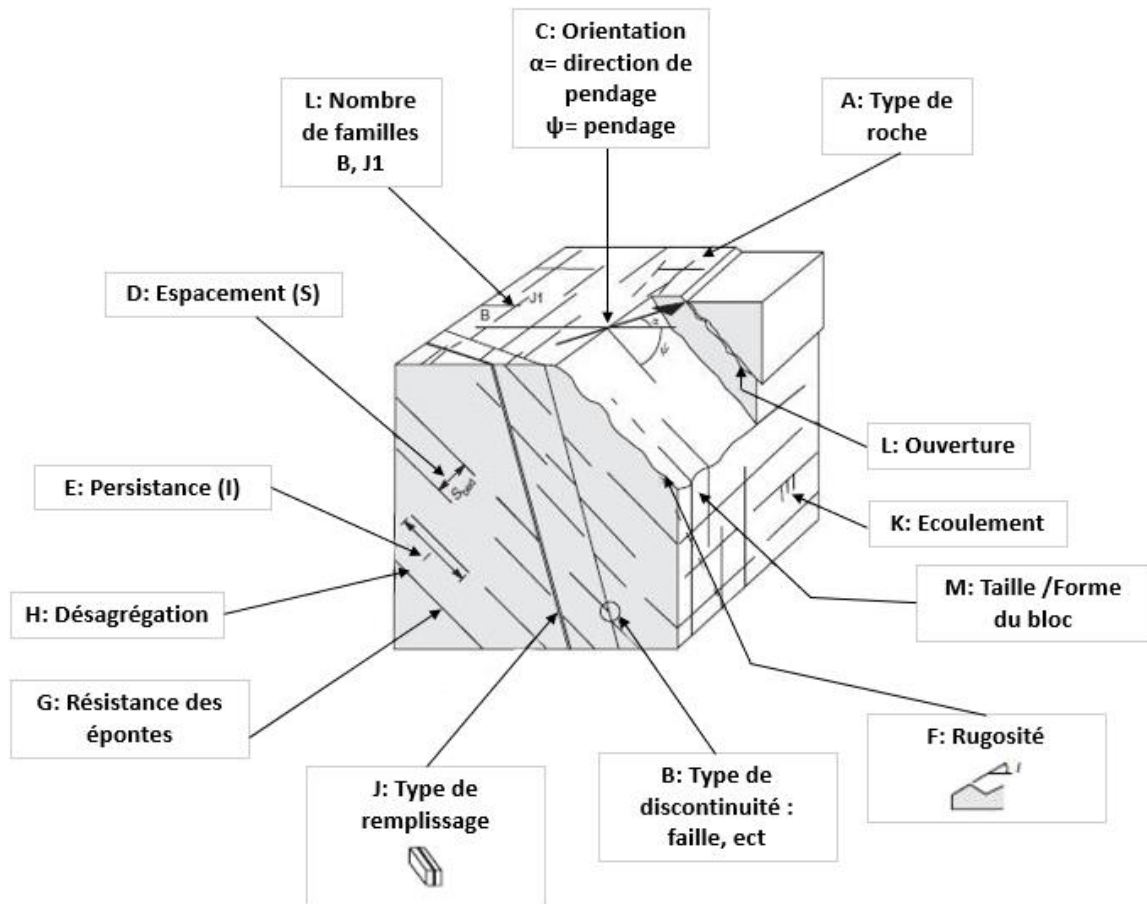 C: Orientation
α= direction de
pendage
ψ= pendage
L: Nombre
de familles
B, J1
A: Type de
roche
D: Espacement (S)
J1
B
α
ψ
L: Ouverture
E: Persistance (I)
Sbed
K: Ecoulement
l
H: Désagrégation
M: Taille /Forme
du bloc
G: Résistance des
épontes
F: Rugosité
i
J: Type de
remplissage
B: Type de
discontinuité :
faille, ect